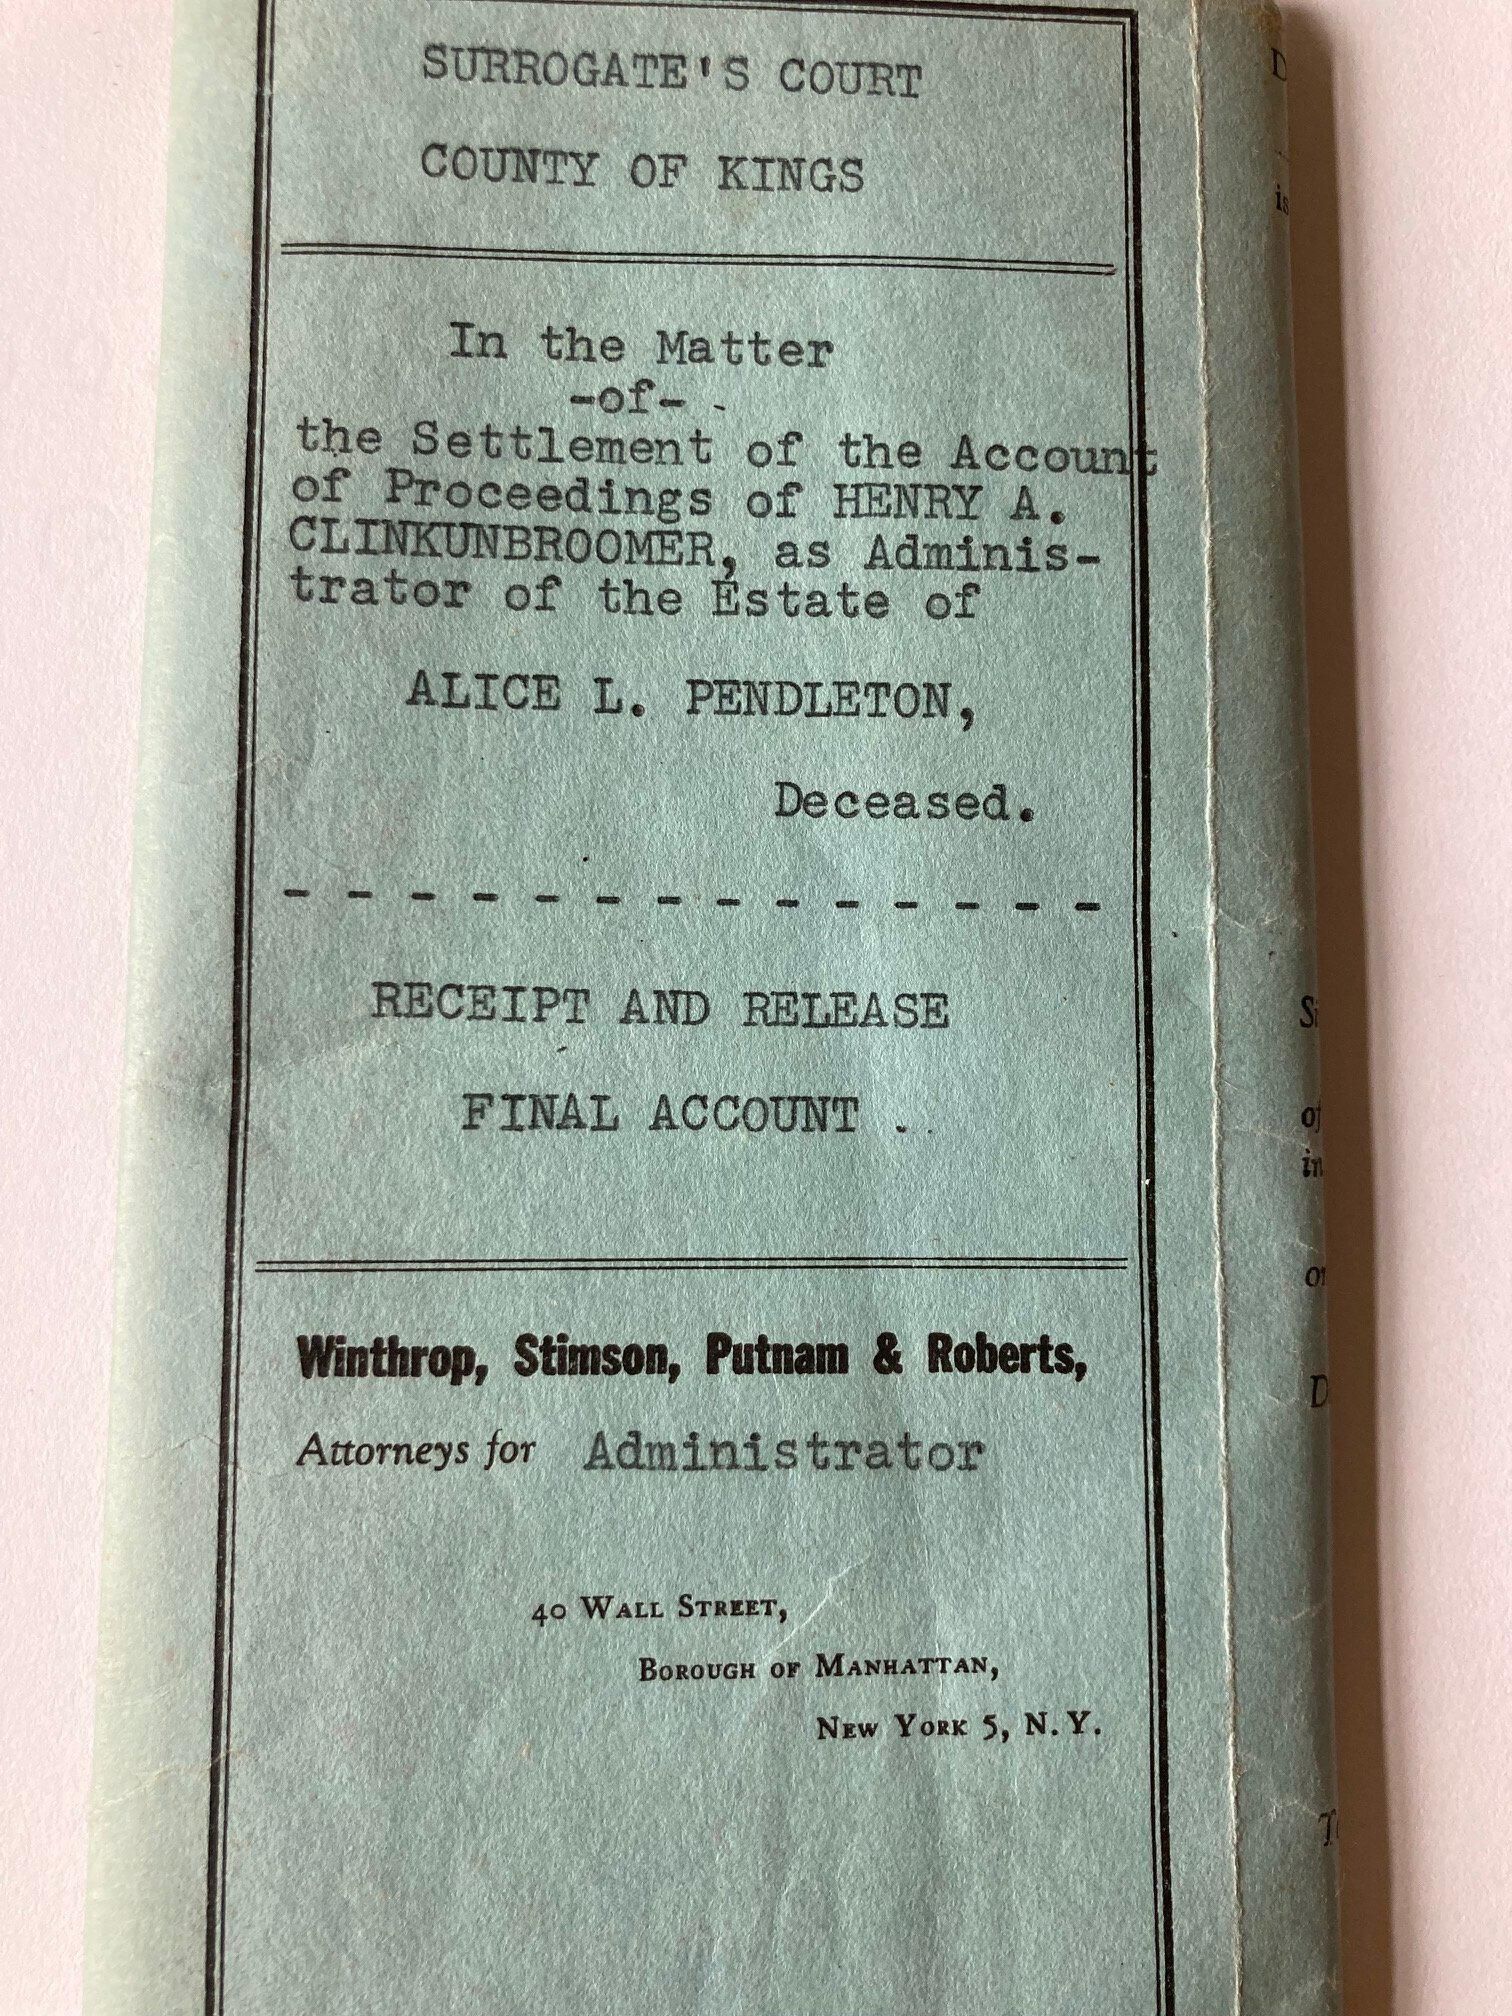 SURROGATE'S COURT
COUNTY OF KINGS
In the Matter
-of-
the Settlement of the Account
of Proceedings of HENRY A.
CLINKUNBROOMER, as Adminis-
trator of the Estate of
ALICE L. PENDLETON,
Deceased.
- - - - - - - - - - - - - -
RECEIPT AND RELEASE
FINAL ACCOUNT .
Winthrop, Stimson, Putnam & Roberts,
Attorneys for Administrator
40 WALL STREET,
BOROUGH OF MANHATTAN,
NEW YORK 5, N. Y.